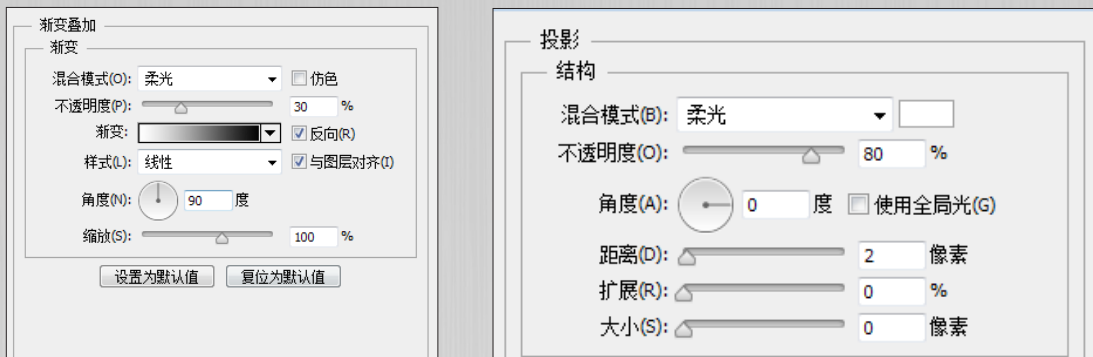 渐变叠加
渐变
混合模式(O): 柔光 仿色
不透明度(P): 30 %
渐变: 反向(R)
样式(L): 线性 与图层对齐(I)
角度(N): 90 度
缩放(S): 100 %
设置为默认值 复位为默认值
投影
结构
混合模式(B): 柔光
不透明度(O): 80 %
角度(A): 0 度 使用全局光(G)
距离(D): 2 像素
扩展(R): 0 %
大小(S): 0 像素